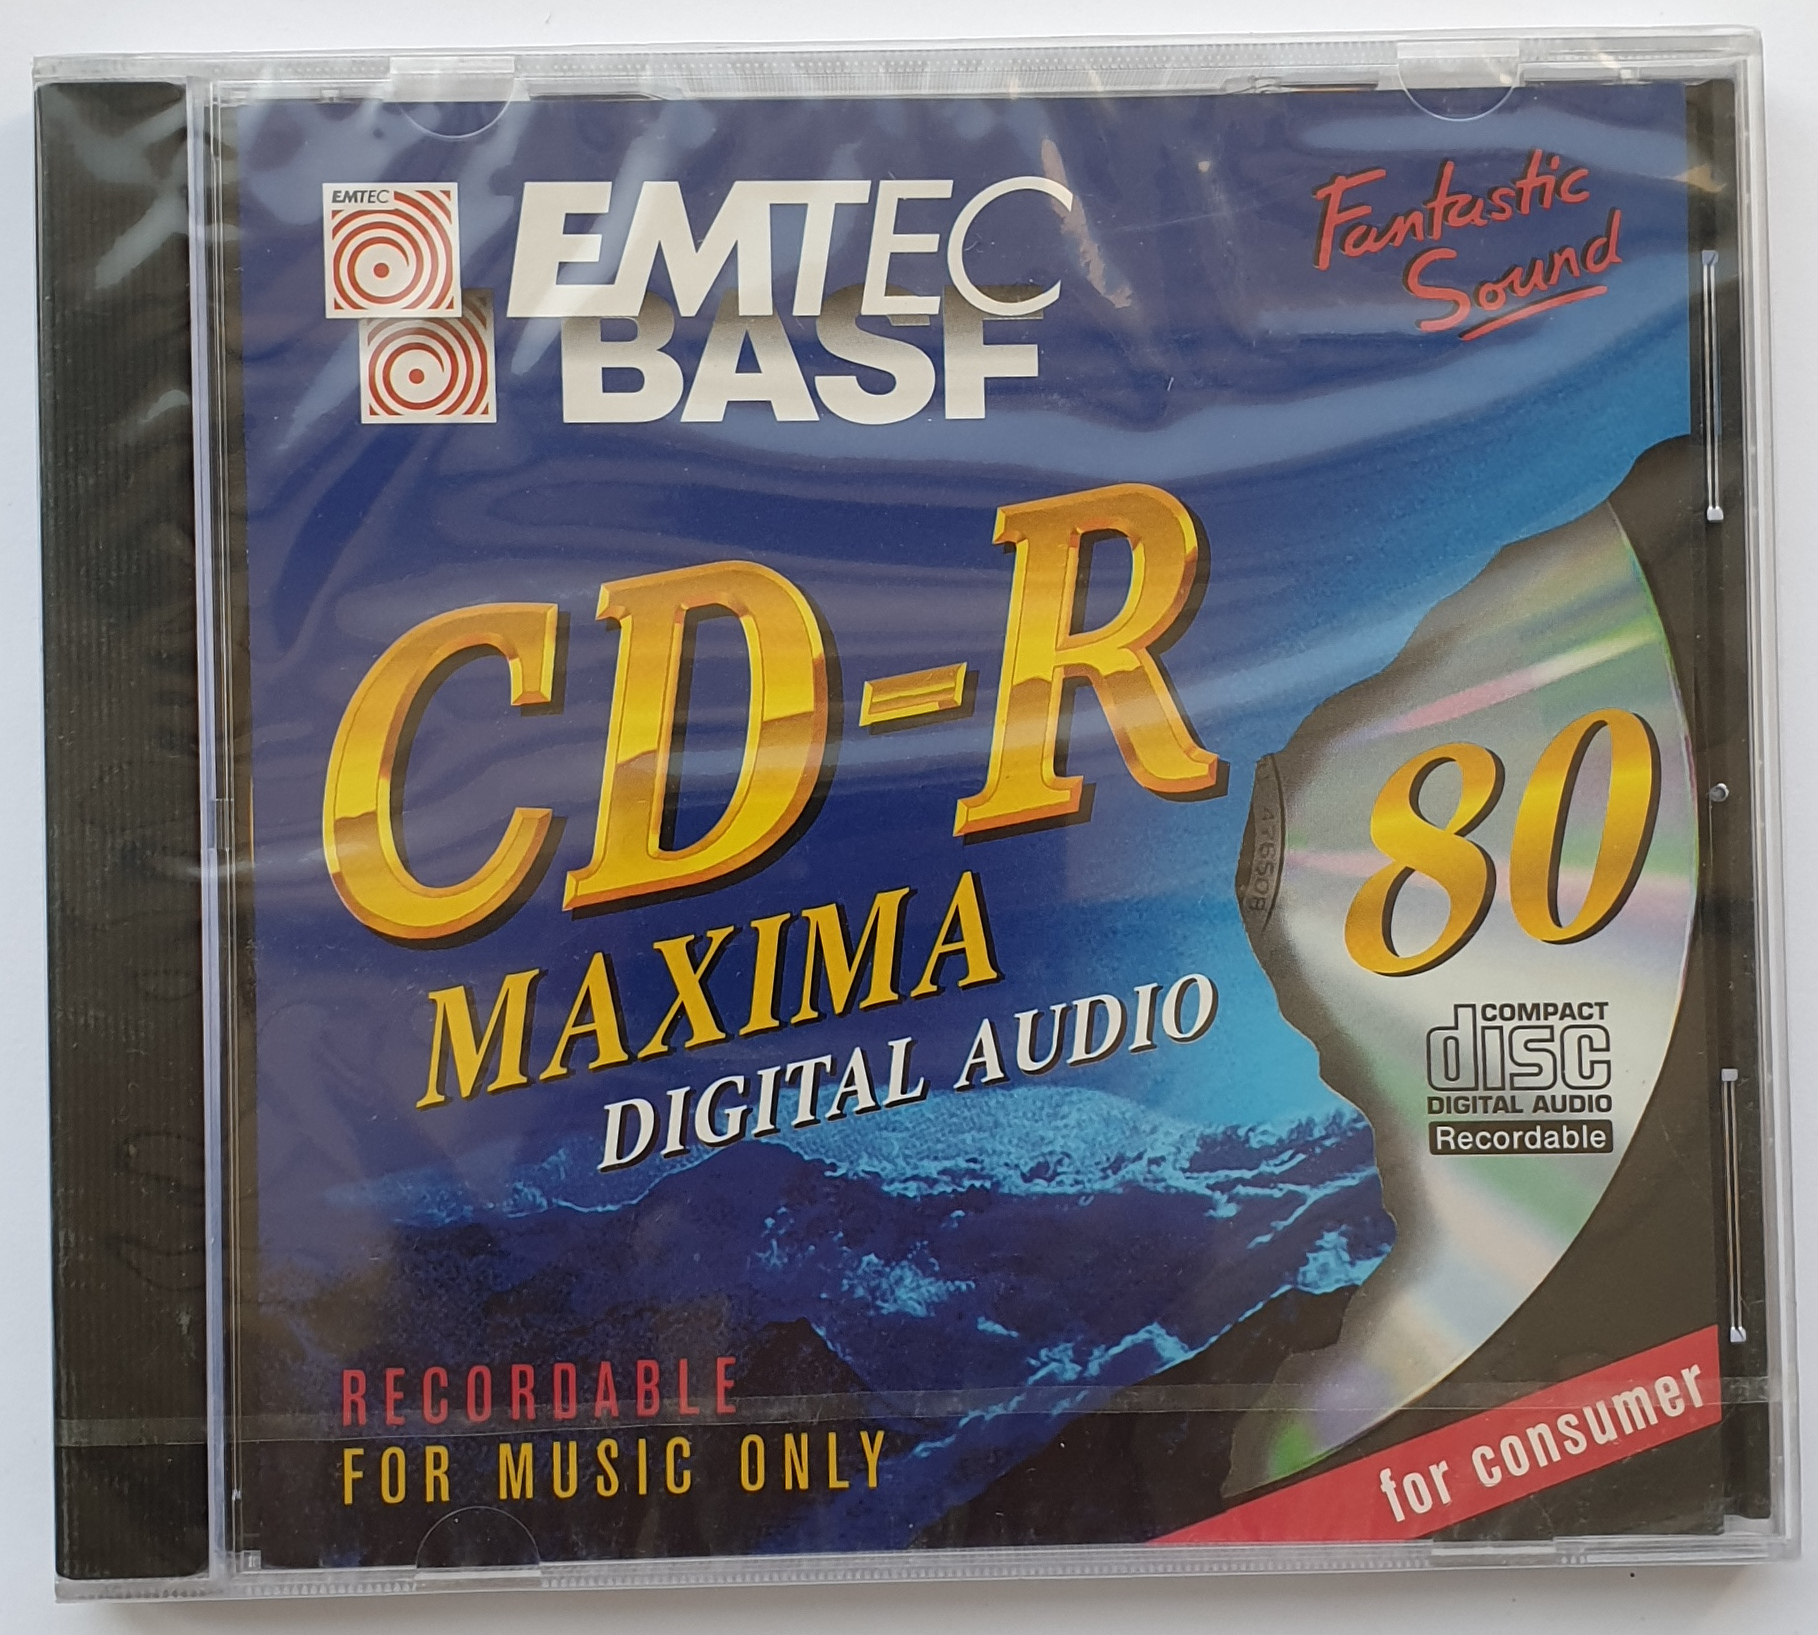 EMTEC
EMTEC
BASF
Fantastic
Sound
CD-R
80
MAXIMA
DIGITAL AUDIO
COMPACT
disc
DIGITAL AUDIO
Recordable
RECORDABLE
FOR MUSIC ONLY
for consumer